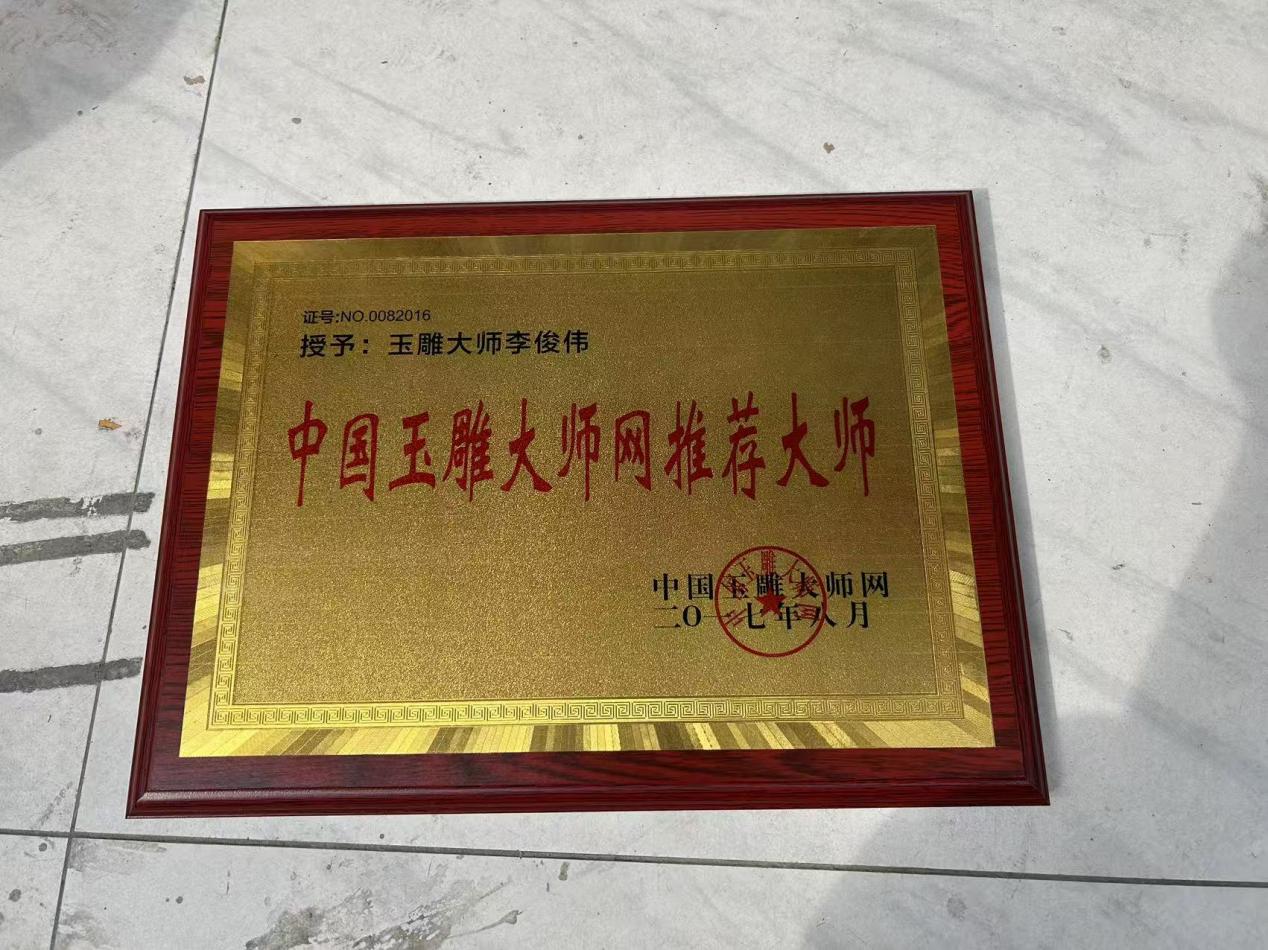 证号:NO.0082016
授予：玉雕大师李俊伟
中国玉雕大师网推荐大师
中国玉雕大师网
二〇一七年八月